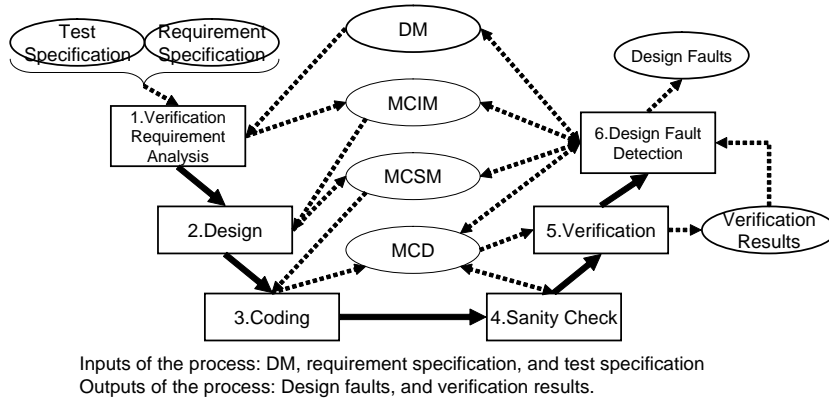 Test
Specification
Requirement
Specification
DM
Design Faults
MCIM
1.Verification
Requirement
Analysis
6.Design Fault
Detection
MCSM
2.Design
MCD
5.Verification
Verification
Results
3.Coding
4.Sanity Check
Inputs of the process: DM, requirement specification, and test specification
Outputs of the process: Design faults, and verification results.